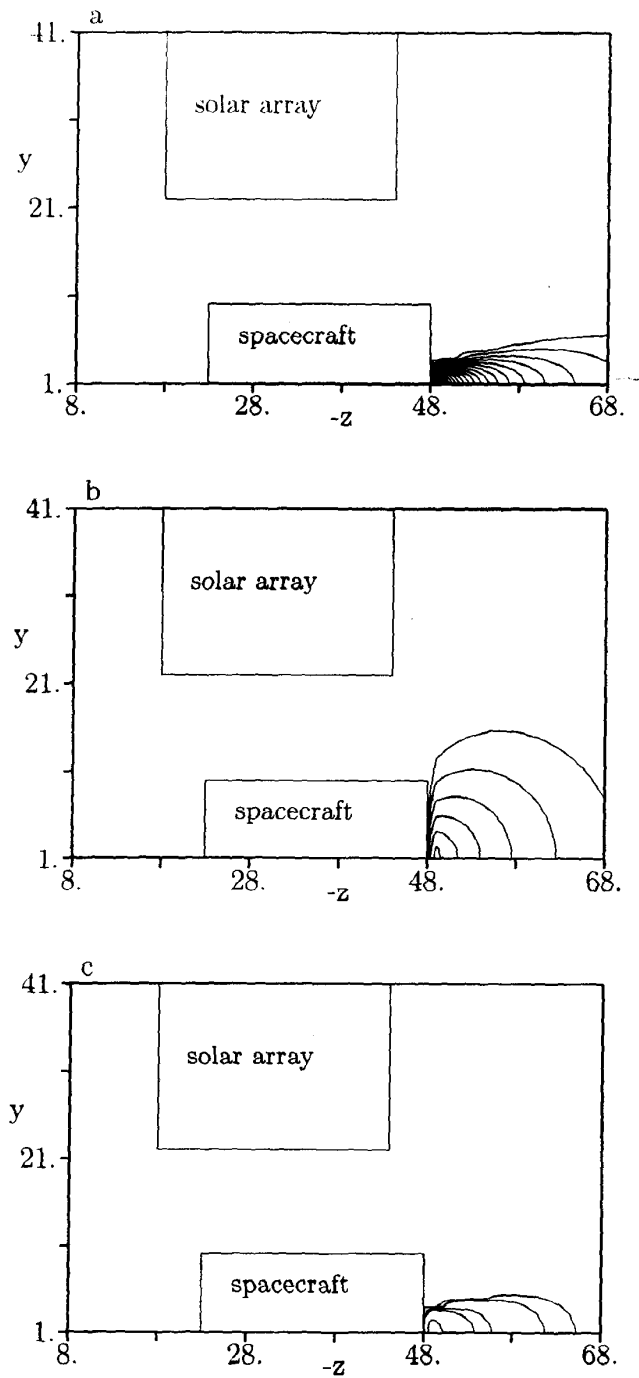 a
41.
solar array
y
21.
spacecraft
1.
8. 28. 48. 68.
-z
b
41.
solar array
y
21.
spacecraft
1.
8. 28. 48. 68.
-z
c
41.
solar array
y
21.
spacecraft
1.
8. 28. 48. 68.
-z